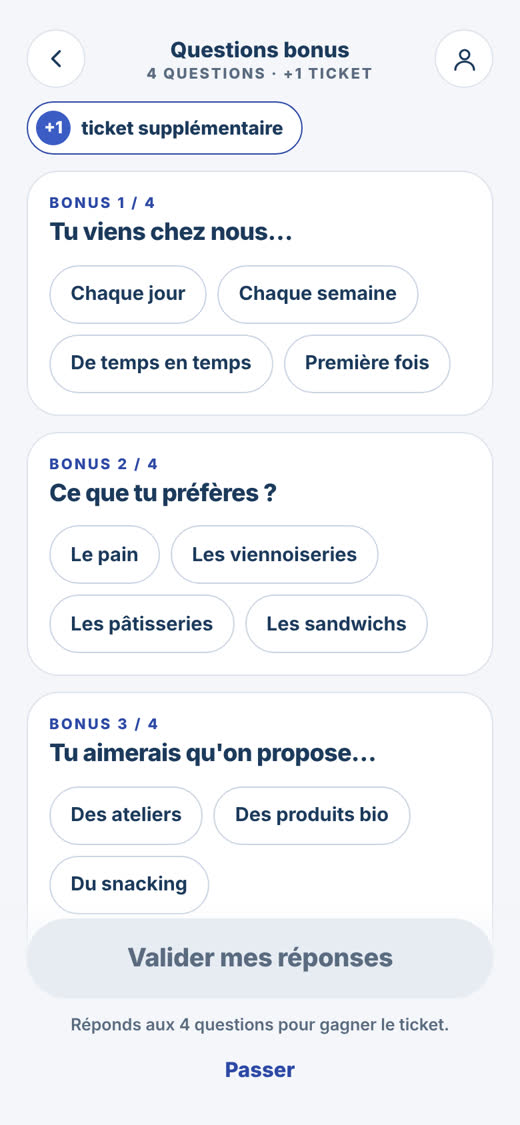 Questions bonus
4 QUESTIONS · +1 TICKET
+1 ticket supplémentaire
BONUS 1 / 4
Tu viens chez nous…
Chaque jour
Chaque semaine
De temps en temps
Première fois
BONUS 2 / 4
Ce que tu préfères ?
Le pain
Les viennoiseries
Les pâtisseries
Les sandwichs
BONUS 3 / 4
Tu aimerais qu'on propose…
Des ateliers
Des produits bio
Du snacking
Valider mes réponses
Réponds aux 4 questions pour gagner le ticket.
Passer